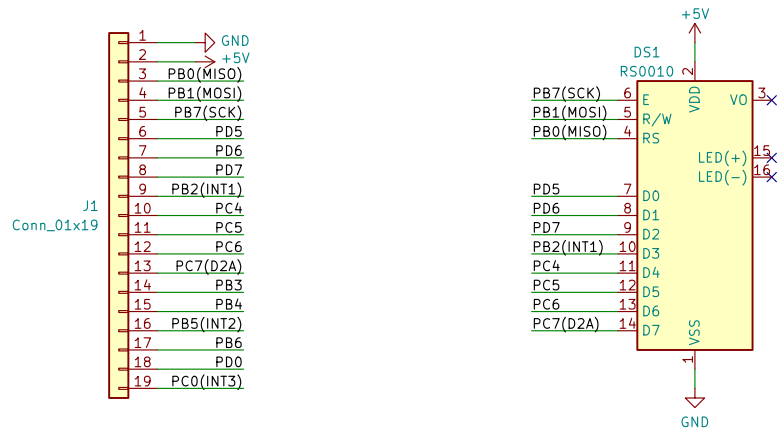 1 GND
2 +5V
3 PB0(MISO)
4 PB1(MOSI)
5 PB7(SCK)
6 PD5
7 PD6
8 PD7
9 PB2(INT1)
10 PC4
11 PC5
12 PC6
13 PC7(D2A)
14 PB3
15 PB4
16 PB5(INT2)
17 PB6
18 PD0
19 PC0(INT3)
J1
Conn_01x19
+5V
DS1
RS0010
2
VDD
PB7(SCK) 6 E
PB1(MOSI) 5 R/W
PB0(MISO) 4 RS
VO 3
LED(+) 15
LED(-) 16
PD5 7 D0
PD6 8 D1
PD7 9 D2
PB2(INT1) 10 D3
PC4 11 D4
PC5 12 D5
PC6 13 D6
PC7(D2A) 14 D7
VSS
1
GND